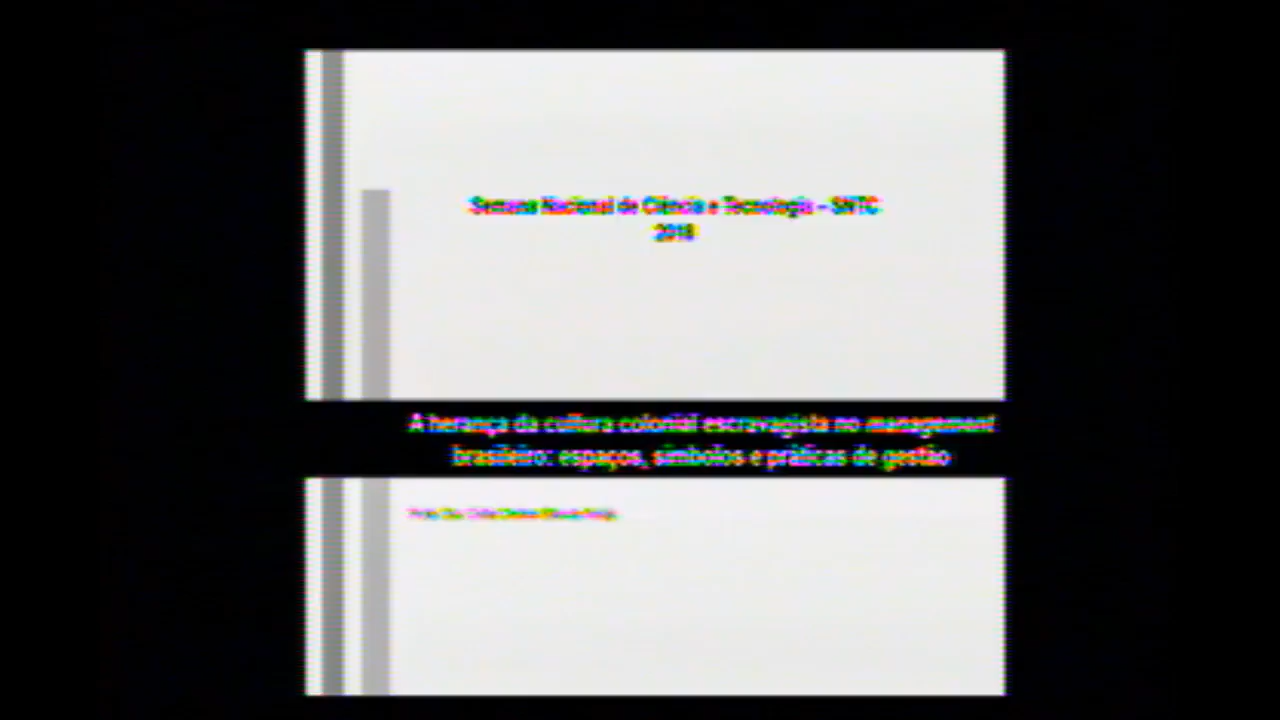 Semana Nacional de Ciência e Tecnologia – SNTC
2018
A herança da cultura colonial escravagista no management
brasileiro: espaços, símbolos e práticas de gestão